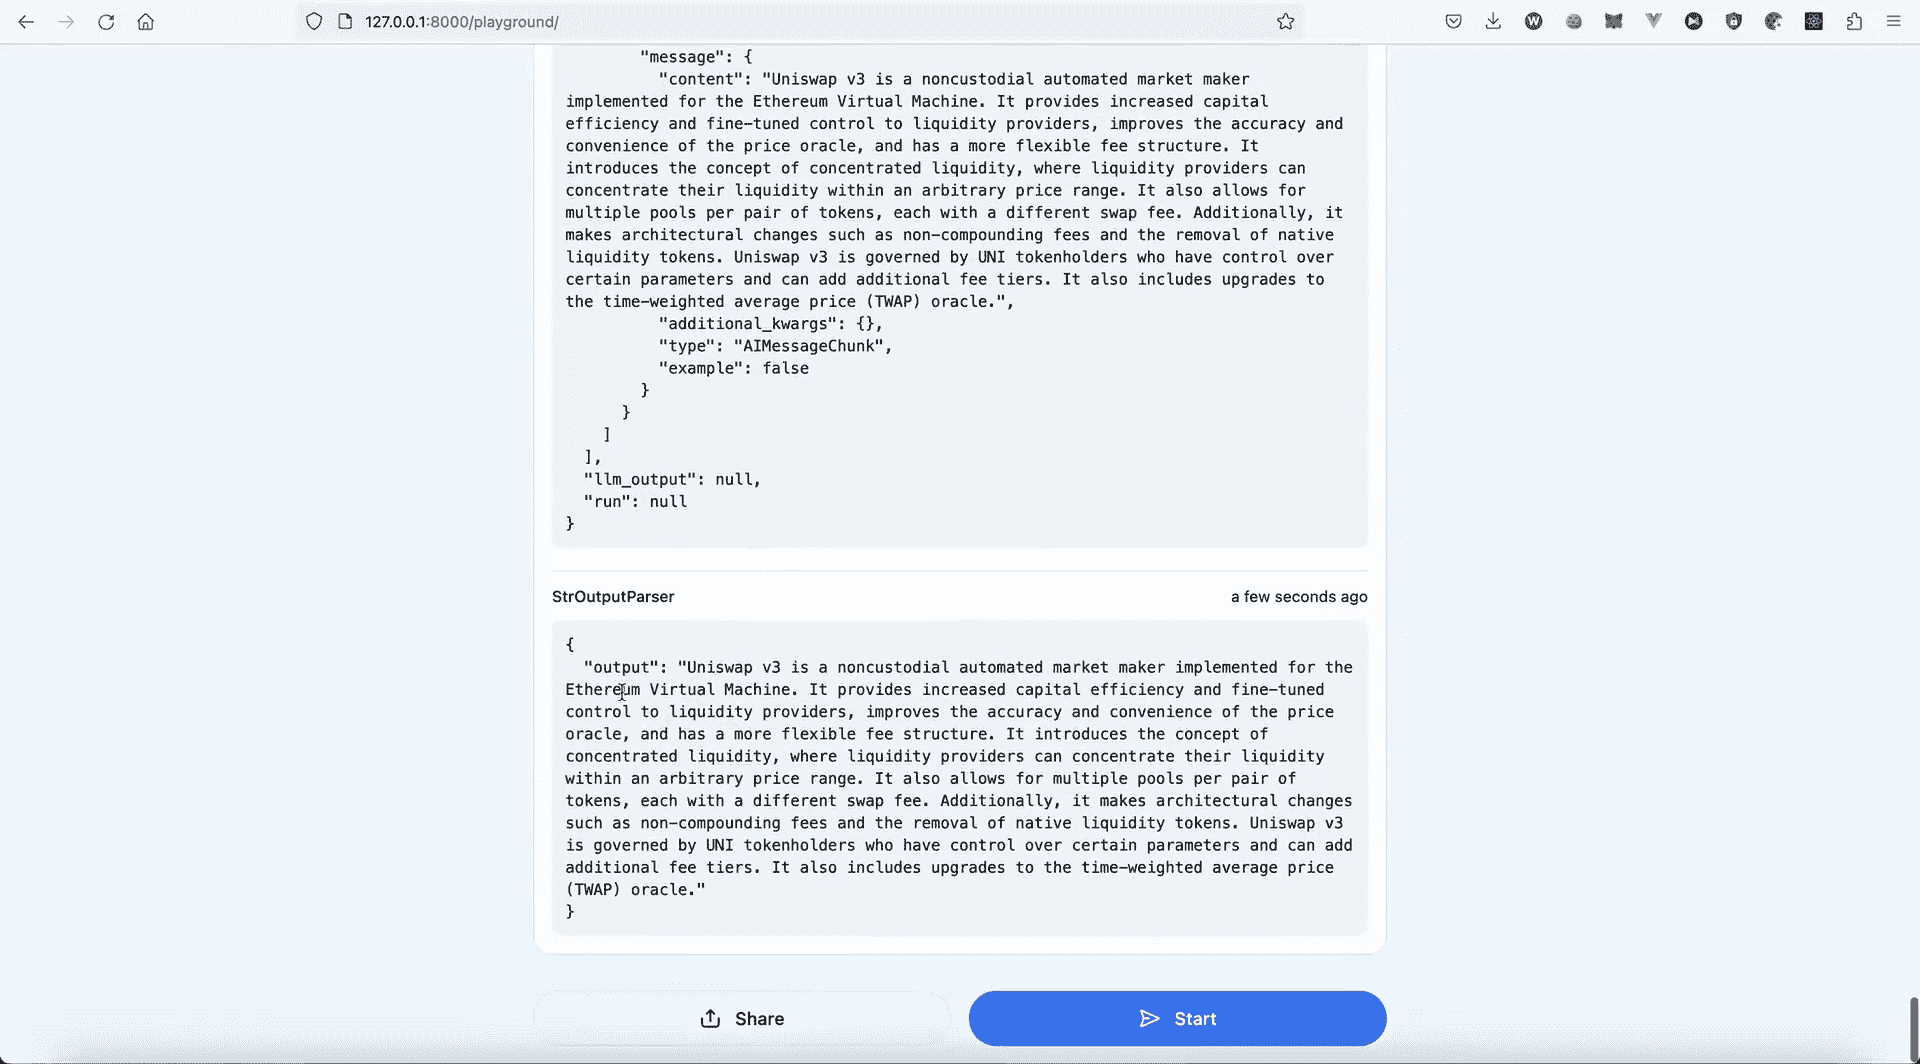 127.0.0.1:8000/playground/
"message": {
"content": "Uniswap v3 is a noncustodial automated market maker
implemented for the Ethereum Virtual Machine. It provides increased capital
efficiency and fine-tuned control to liquidity providers, improves the accuracy and
convenience of the price oracle, and has a more flexible fee structure. It
introduces the concept of concentrated liquidity, where liquidity providers can
concentrate their liquidity within an arbitrary price range. It also allows for
multiple pools per pair of tokens, each with a different swap fee. Additionally, it
makes architectural changes such as non-compounding fees and the removal of native
liquidity tokens. Uniswap v3 is governed by UNI tokenholders who have control over
certain parameters and can add additional fee tiers. It also includes upgrades to
the time-weighted average price (TWAP) oracle.",
"additional_kwargs": {},
"type": "AIMessageChunk",
"example": false
}
}
]
],
"llm_output": null,
"run": null
}
StrOutputParser
a few seconds ago
{
"output": "Uniswap v3 is a noncustodial automated market maker implemented for the
Ethereum Virtual Machine. It provides increased capital efficiency and fine-tuned
control to liquidity providers, improves the accuracy and convenience of the price
oracle, and has a more flexible fee structure. It introduces the concept of
concentrated liquidity, where liquidity providers can concentrate their liquidity
within an arbitrary price range. It also allows for multiple pools per pair of
tokens, each with a different swap fee. Additionally, it makes architectural changes
such as non-compounding fees and the removal of native liquidity tokens. Uniswap v3
is governed by UNI tokenholders who have control over certain parameters and can add
additional fee tiers. It also includes upgrades to the time-weighted average price
(TWAP) oracle."
}
Share
Start